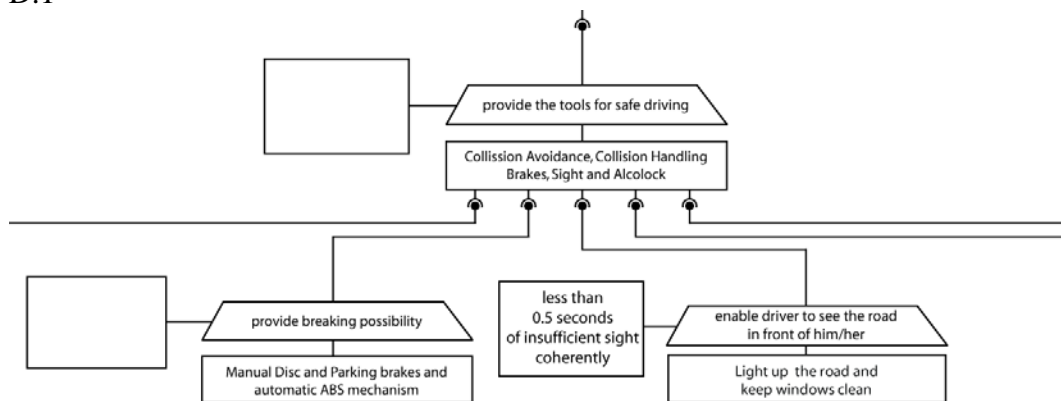 provide the tools for safe driving
Collission Avoidance, Collision Handling
Brakes, Sight and Alcolock
less than
0.5 seconds
of insufficient sight
coherently
provide breaking possibility
enable driver to see the road
in front of him/her
Manual Disc and Parking brakes and
automatic ABS mechanism
Light up the road and
keep windows clean